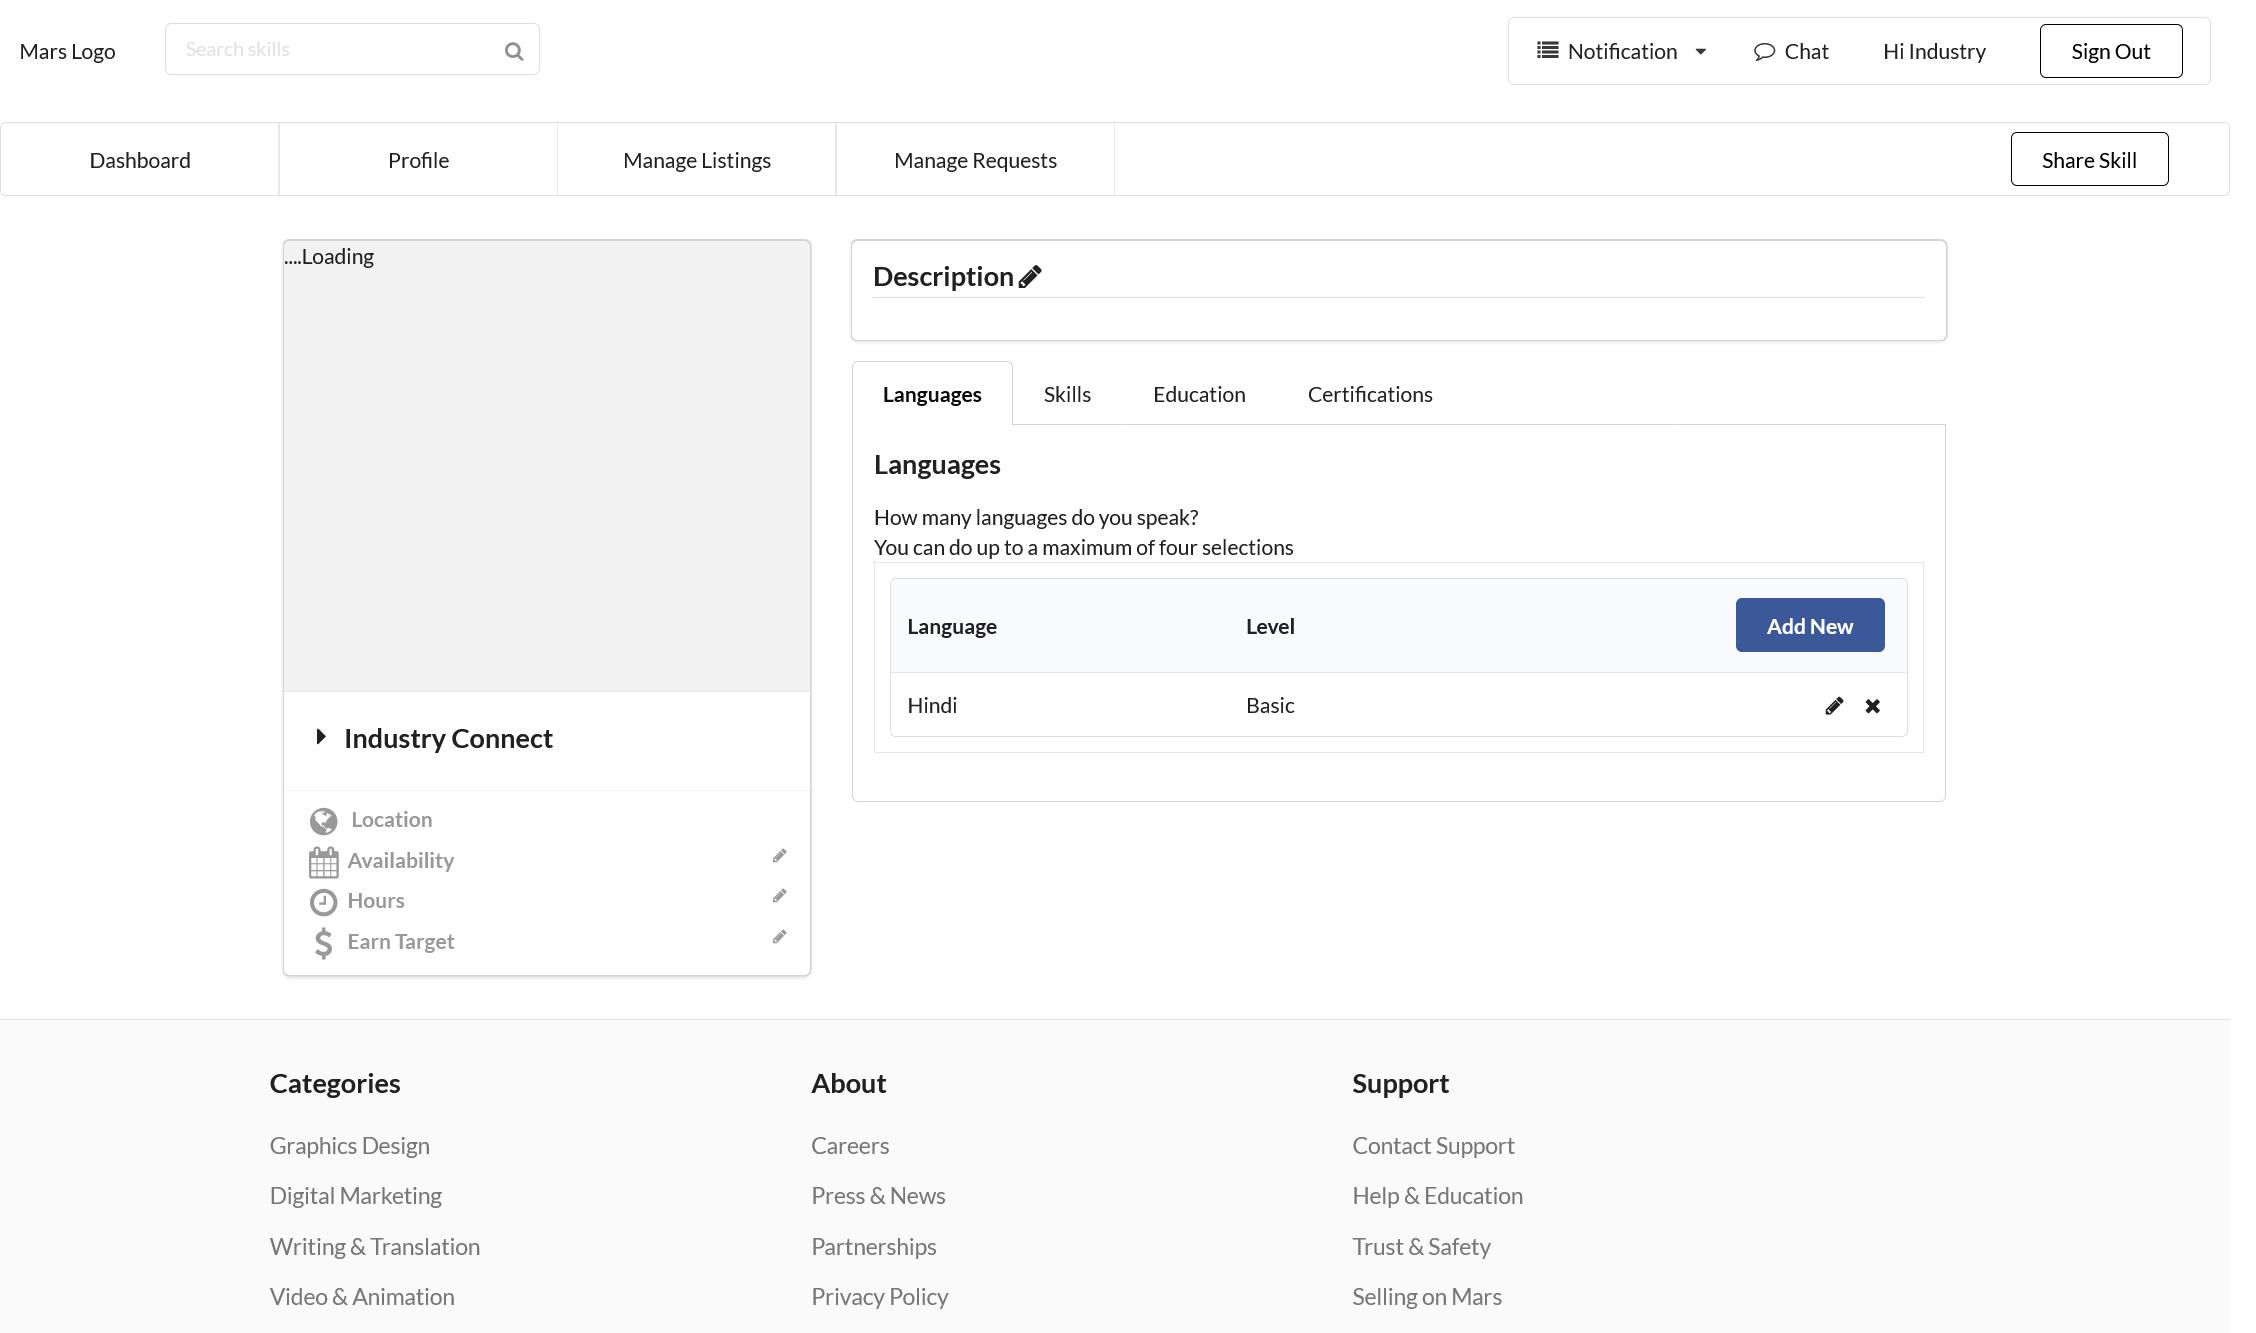 Mars Logo
Search skills
Notification
Chat
Hi Industry
Sign Out
Dashboard
Profile
Manage Listings
Manage Requests
Share Skill
....Loading
Industry Connect
Location
Availability
Hours
Earn Target
Description
Languages
Skills
Education
Certifications
Languages
How many languages do you speak?
You can do up to a maximum of four selections
Language
Level
Add New
Hindi
Basic
Categories
Graphics Design
Digital Marketing
Writing & Translation
Video & Animation
About
Careers
Press & News
Partnerships
Privacy Policy
Support
Contact Support
Help & Education
Trust & Safety
Selling on Mars